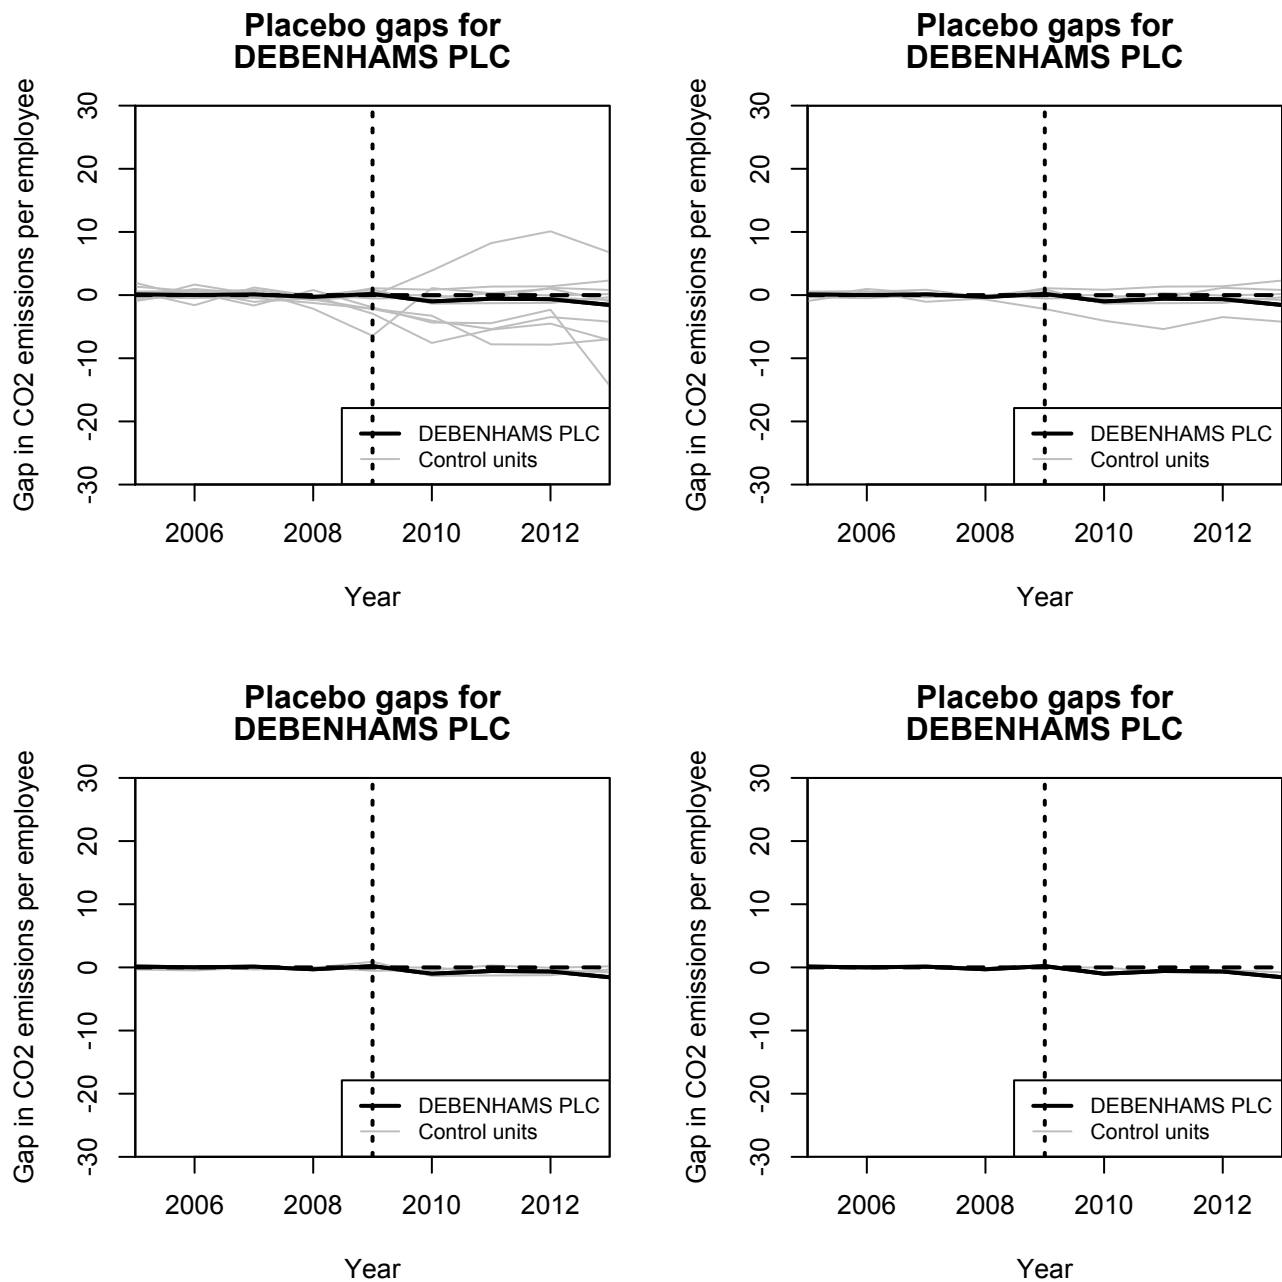 Placebo gaps for
DEBENHAMS PLC
Gap in CO2 emissions per employee
30
20
10
0
-10
-20
-30
DEBENHAMS PLC
Control units
2006
2008
2010
2012
Year
Placebo gaps for
DEBENHAMS PLC
Gap in CO2 emissions per employee
30
20
10
0
-10
-20
-30
DEBENHAMS PLC
Control units
2006
2008
2010
2012
Year
Placebo gaps for
DEBENHAMS PLC
Gap in CO2 emissions per employee
30
20
10
0
-10
-20
-30
DEBENHAMS PLC
Control units
2006
2008
2010
2012
Year
Placebo gaps for
DEBENHAMS PLC
Gap in CO2 emissions per employee
30
20
10
0
-10
-20
-30
DEBENHAMS PLC
Control units
2006
2008
2010
2012
Year